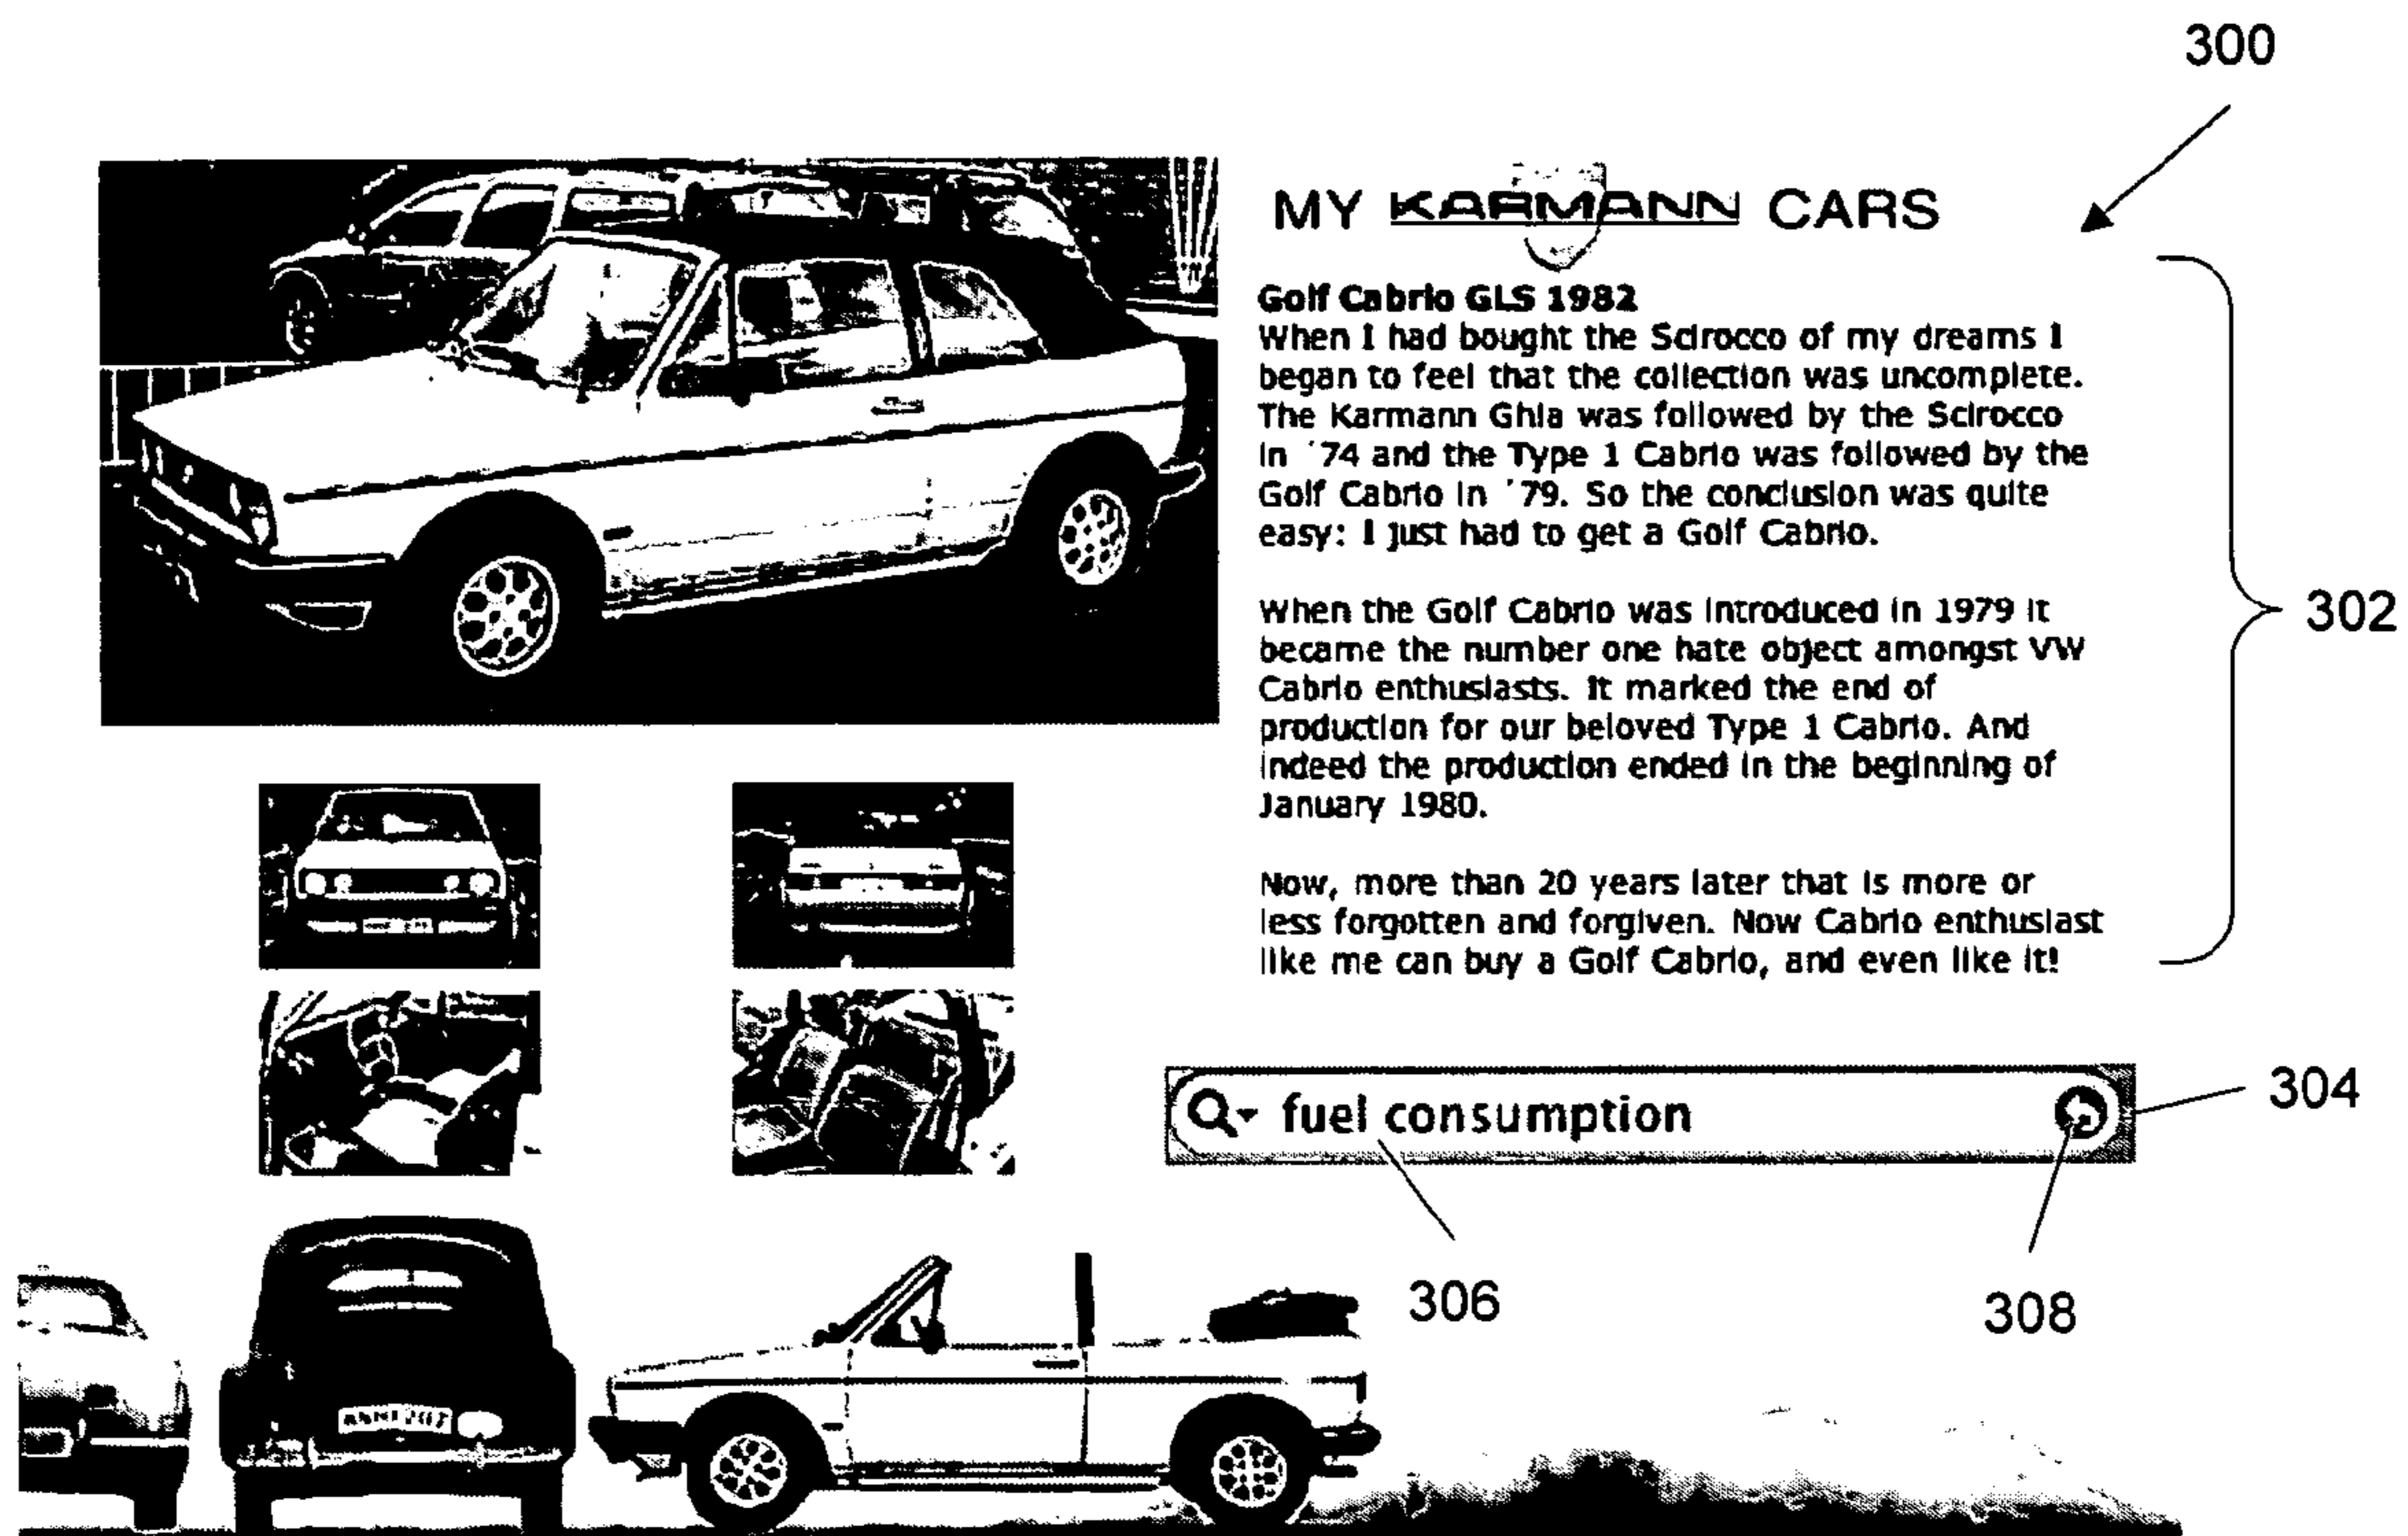 300
MY KARMANN CARS
Golf Cabrio GLS 1982
When I had bought the Scirocco of my dreams I
began to feel that the collection was uncomplete.
The Karmann Ghia was followed by the Scirocco
in ´74 and the Type 1 Cabrio was followed by the
Golf Cabrio in ´79. So the conclusion was quite
easy: I just had to get a Golf Cabrio.
When the Golf Cabrio was introduced in 1979 it
became the number one hate object amongst VW
Cabrio enthusiasts. It marked the end of
production for our beloved Type 1 Cabrio. And
indeed the production ended in the beginning of
January 1980.
Now, more than 20 years later that is more or
less forgotten and forgiven. Now Cabrio enthusiast
like me can buy a Golf Cabrio, and even like it!
302
fuel consumption
304
306
308